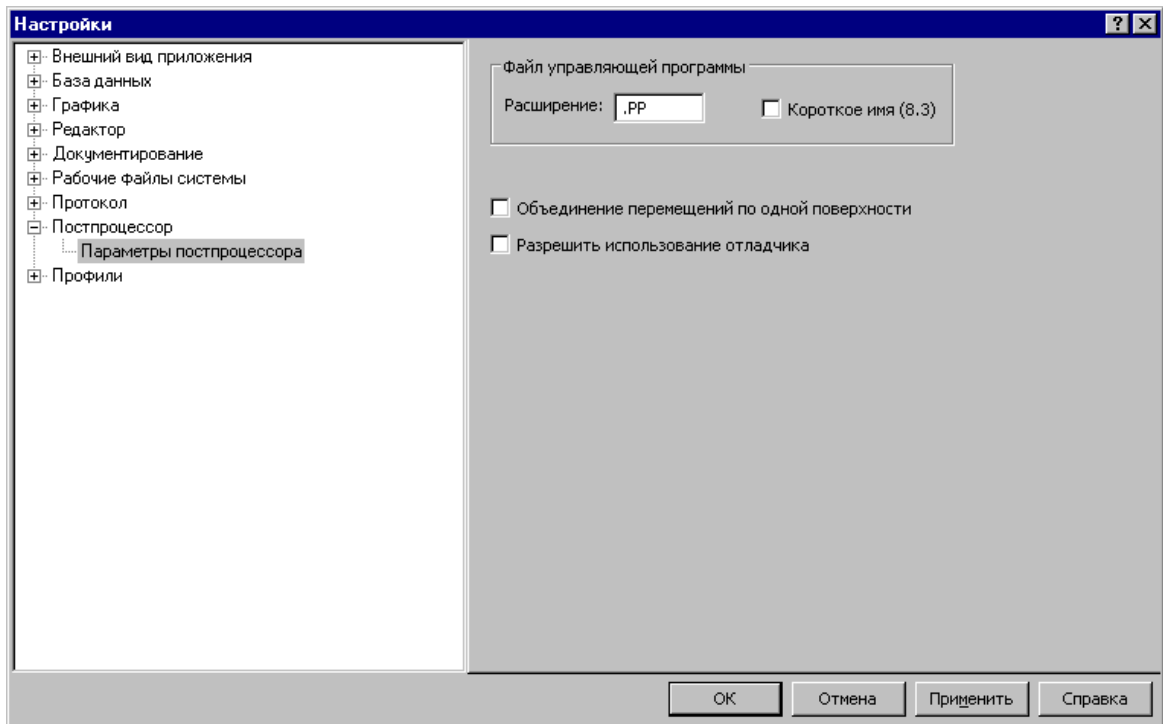 Настройки
Внешний вид приложения
База данных
Графика
Редактор
Документирование
Рабочие файлы системы
Протокол
Постпроцессор
Параметры постпроцессора
Профили
Файл управляющей программы
Расширение: .PP Короткое имя (8.3)
Объединение перемещений по одной поверхности
Разрешить использование отладчика
ОК Отмена Применить Справка